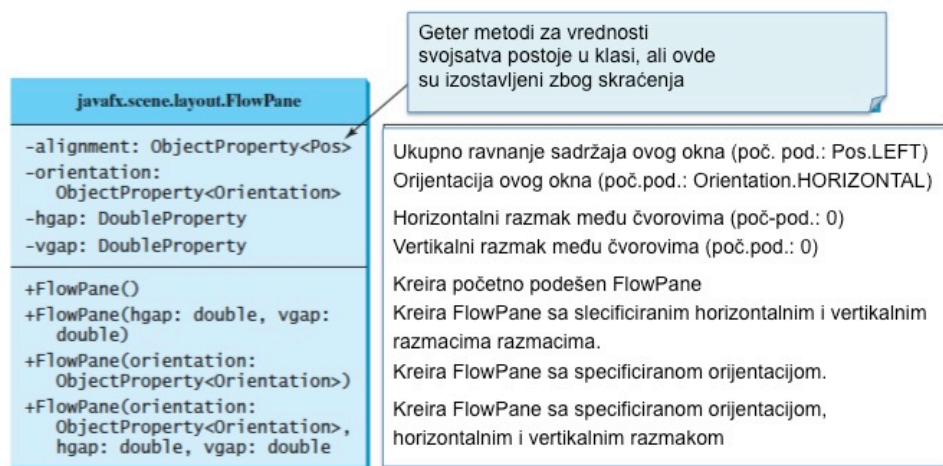 Geter metodi za vrednosti
svojsatva postoje u klasi, ali ovde
su izostavljeni zbog skraćenja
javafx.scene.layout.FlowPane
-alignment: ObjectProperty<Pos>
-orientation:
ObjectProperty<Orientation>
-hgap: DoubleProperty
-vgap: DoubleProperty
Ukupno ravnanje sadržaja ovog okna (poč. pod.: Pos.LEFT)
Orijentacija ovog okna (poč.pod.: Orientation.HORIZONTAL)
Horizontalni razmak među čvorovima (poč-pod.: 0)
Vertikalni razmak među čvorovima (poč.pod.: 0)
+FlowPane()
+FlowPane(hgap: double, vgap:
double)
+FlowPane(orientation:
ObjectProperty<Orientation>)
+FlowPane(orientation:
ObjectProperty<Orientation>,
hgap: double, vgap: double
Kreira početno podešen FlowPane
Kreira FlowPane sa slecificiranim horizontalnim i vertikalnim
razmacima razmacima.
Kreira FlowPane sa specificiranom orijentacijom.
Kreira FlowPane sa specificiranom orijentacijom,
horizontalnim i vertikalnim razmakom